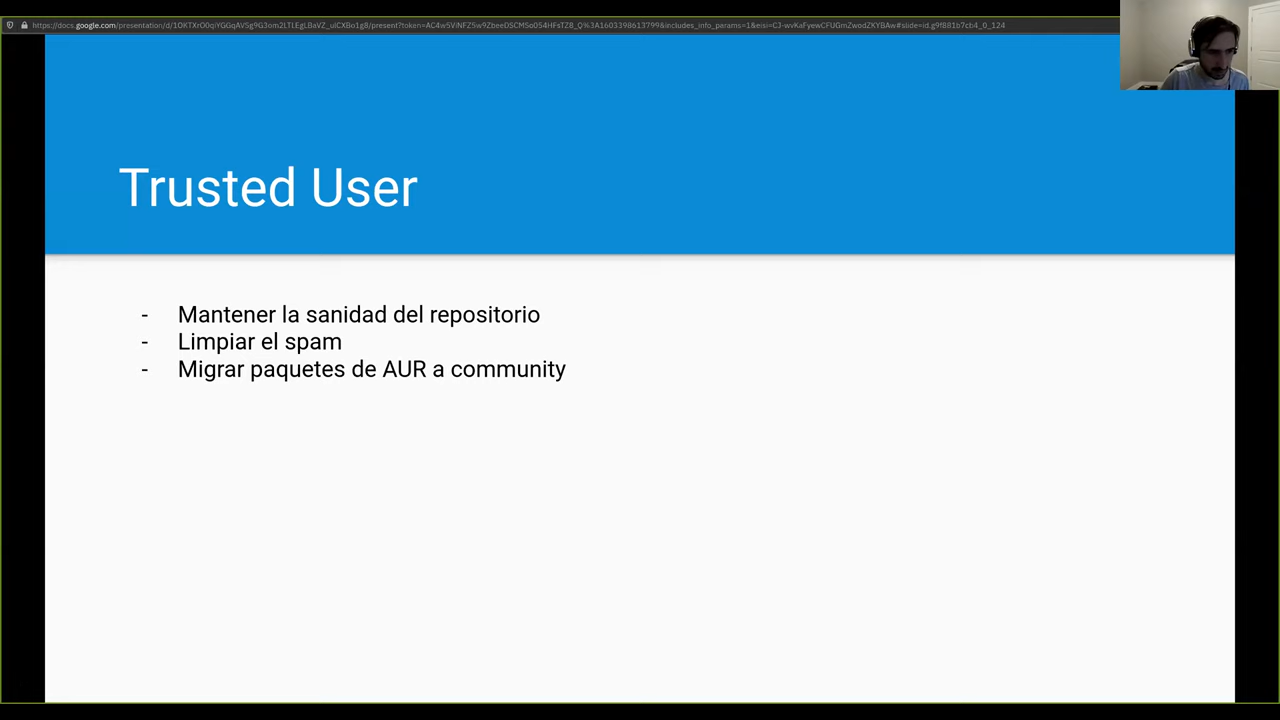 Trusted User
- Mantener la sanidad del repositorio
- Limpiar el spam
- Migrar paquetes de AUR a community